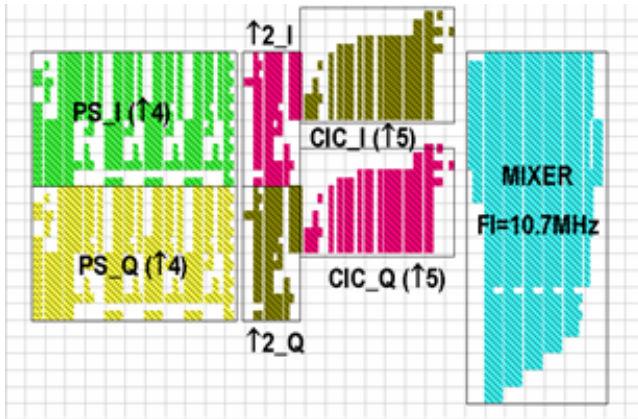 ↑2_I
PS_I (↑4)
CIC_I (↑5)
MIXER
FI=10.7MHz
PS_Q (↑4)
CIC_Q (↑5)
↑2_Q